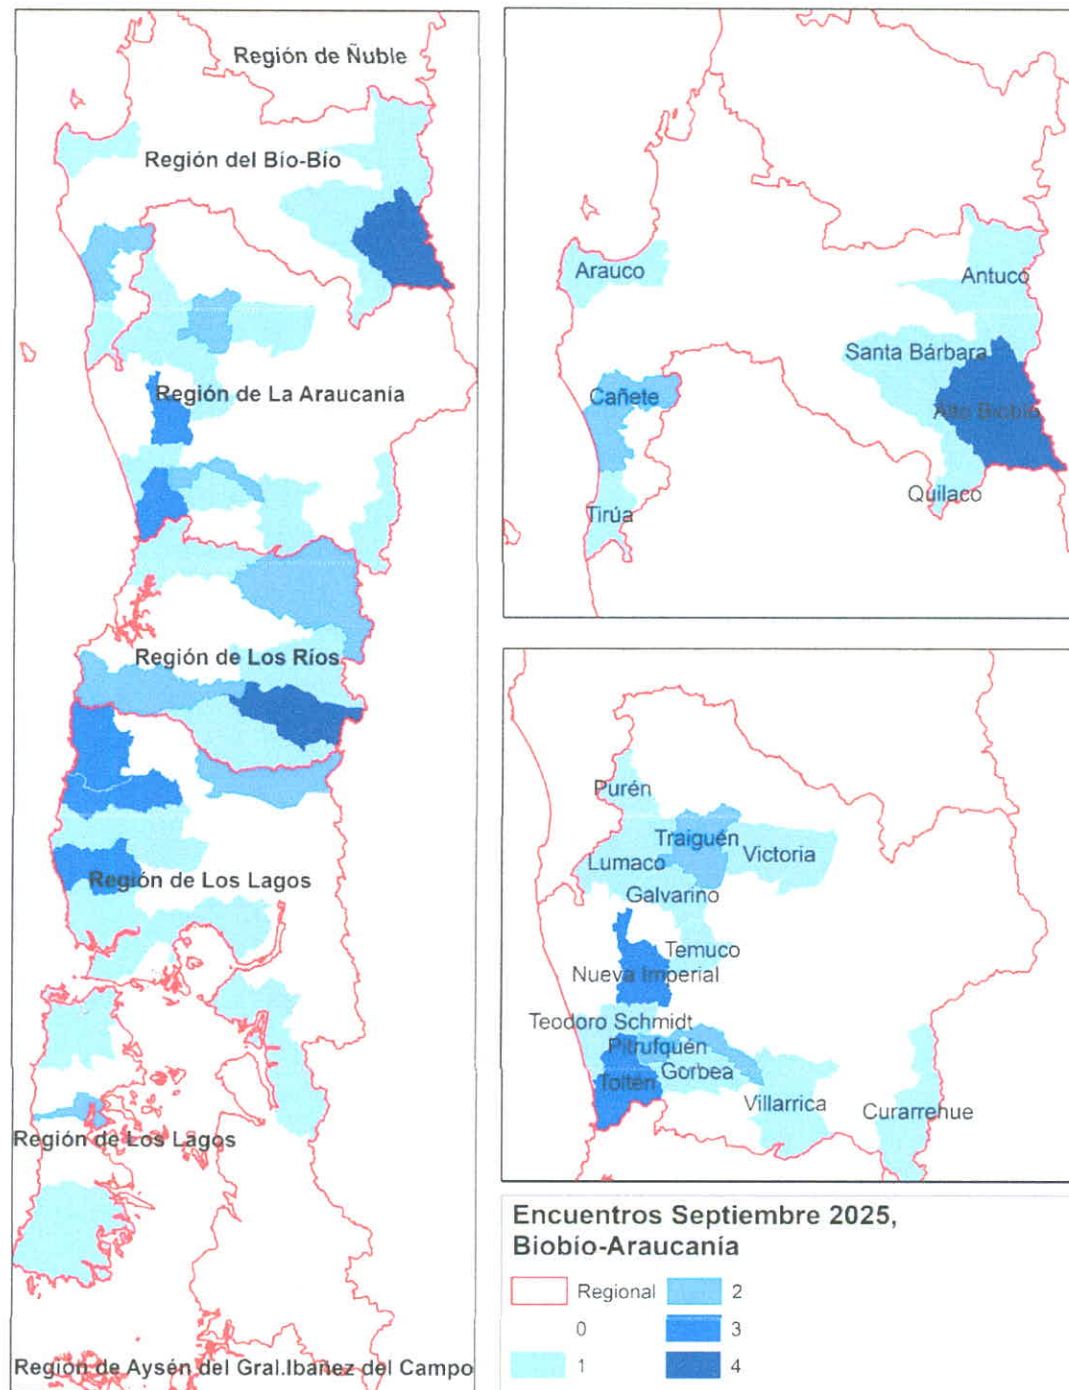 Región de Ñuble
Región del Bío-Bío
Región de La Araucanía
Región de Los Ríos
Región de Los Lagos
Región de Los Lagos
Región de Aysén del Gral.Ibañez del Campo
Arauco
Antuco
Santa Bárbara
Cañete
Alto Biobío
Quilaco
Tirúa
Purén
Traiguén
Lumaco
Victoria
Galvarino
Temuco
Nueva Imperial
Teodoro Schmidt
Pitrufquén
Gorbea
Toltén
Villarrica
Curarrehue
Encuentros Septiembre 2025,
Biobío-Araucanía
Regional
0
1
2
3
4